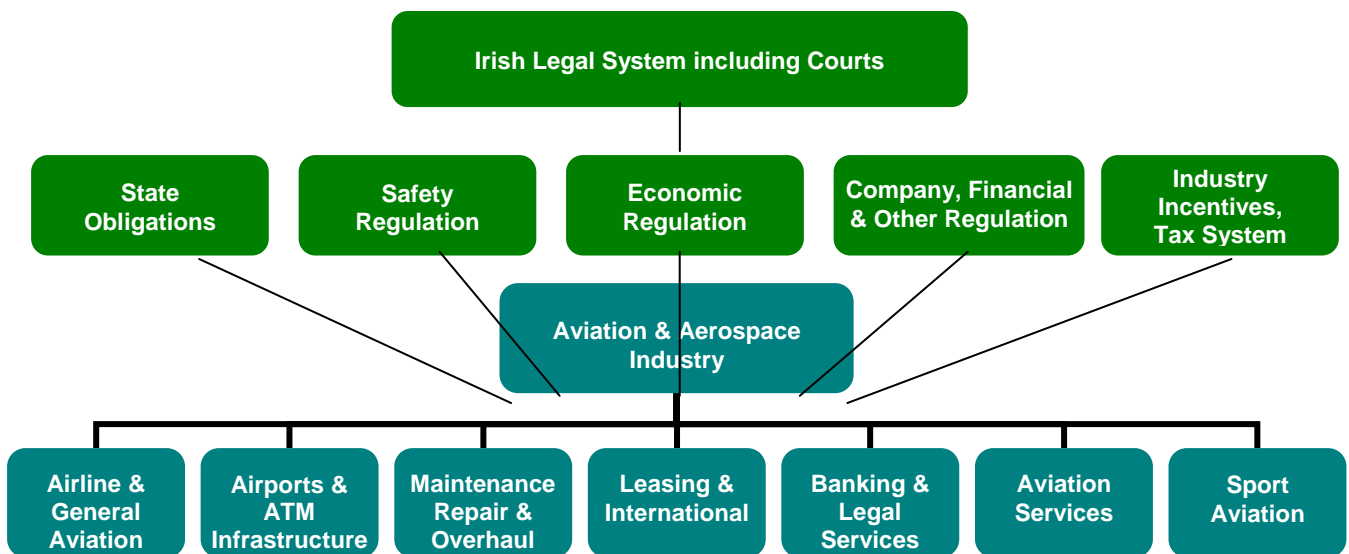 Irish Legal System including Courts
State
Obligations
Safety
Regulation
Economic
Regulation
Company, Financial
& Other Regulation
Industry
Incentives,
Tax System
Aviation & Aerospace
Industry
Airline &
General
Aviation
Airports &
ATM
Infrastructure
Maintenance
Repair &
Overhaul
Leasing &
International
Banking &
Legal
Services
Aviation
Services
Sport
Aviation